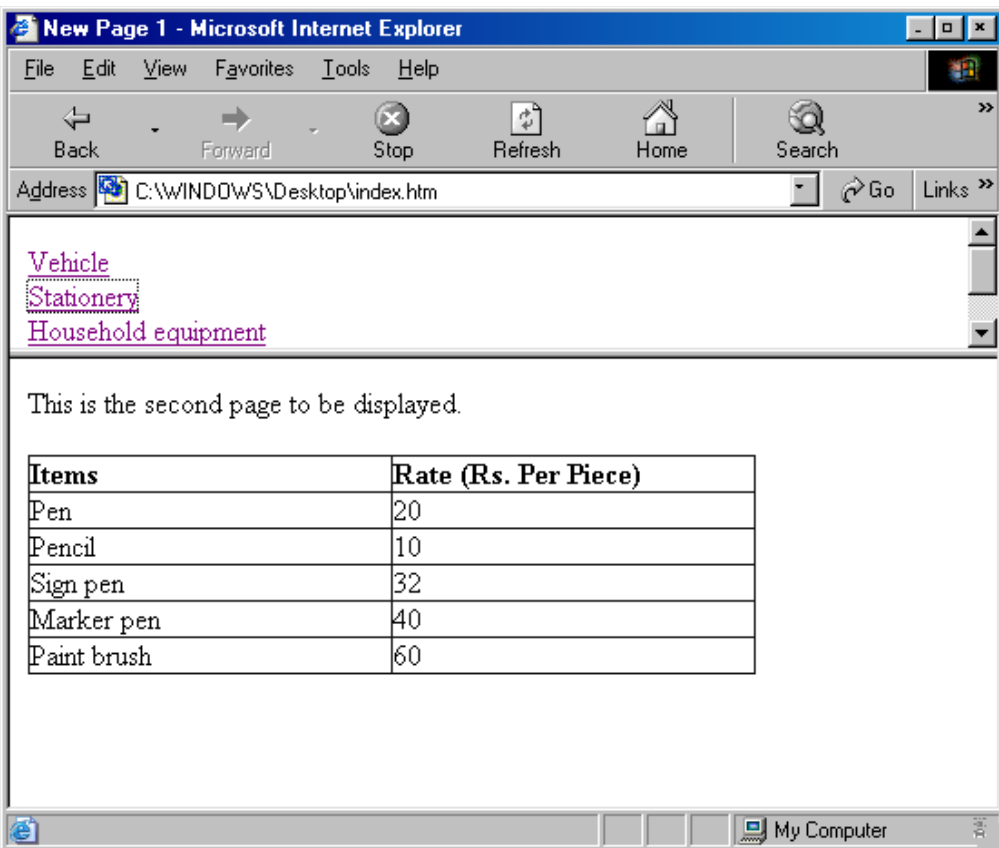 New Page 1 - Microsoft Internet Explorer
File Edit View Favorites Tools Help
Back Forward Stop Refresh Home Search »
Address C:\WINDOWS\Desktop\index.htm Go Links »
Vehicle
Stationery
Household equipment
This is the second page to be displayed.
Items Rate (Rs. Per Piece)
Pen 20
Pencil 10
Sign pen 32
Marker pen 40
Paint brush 60
My Computer